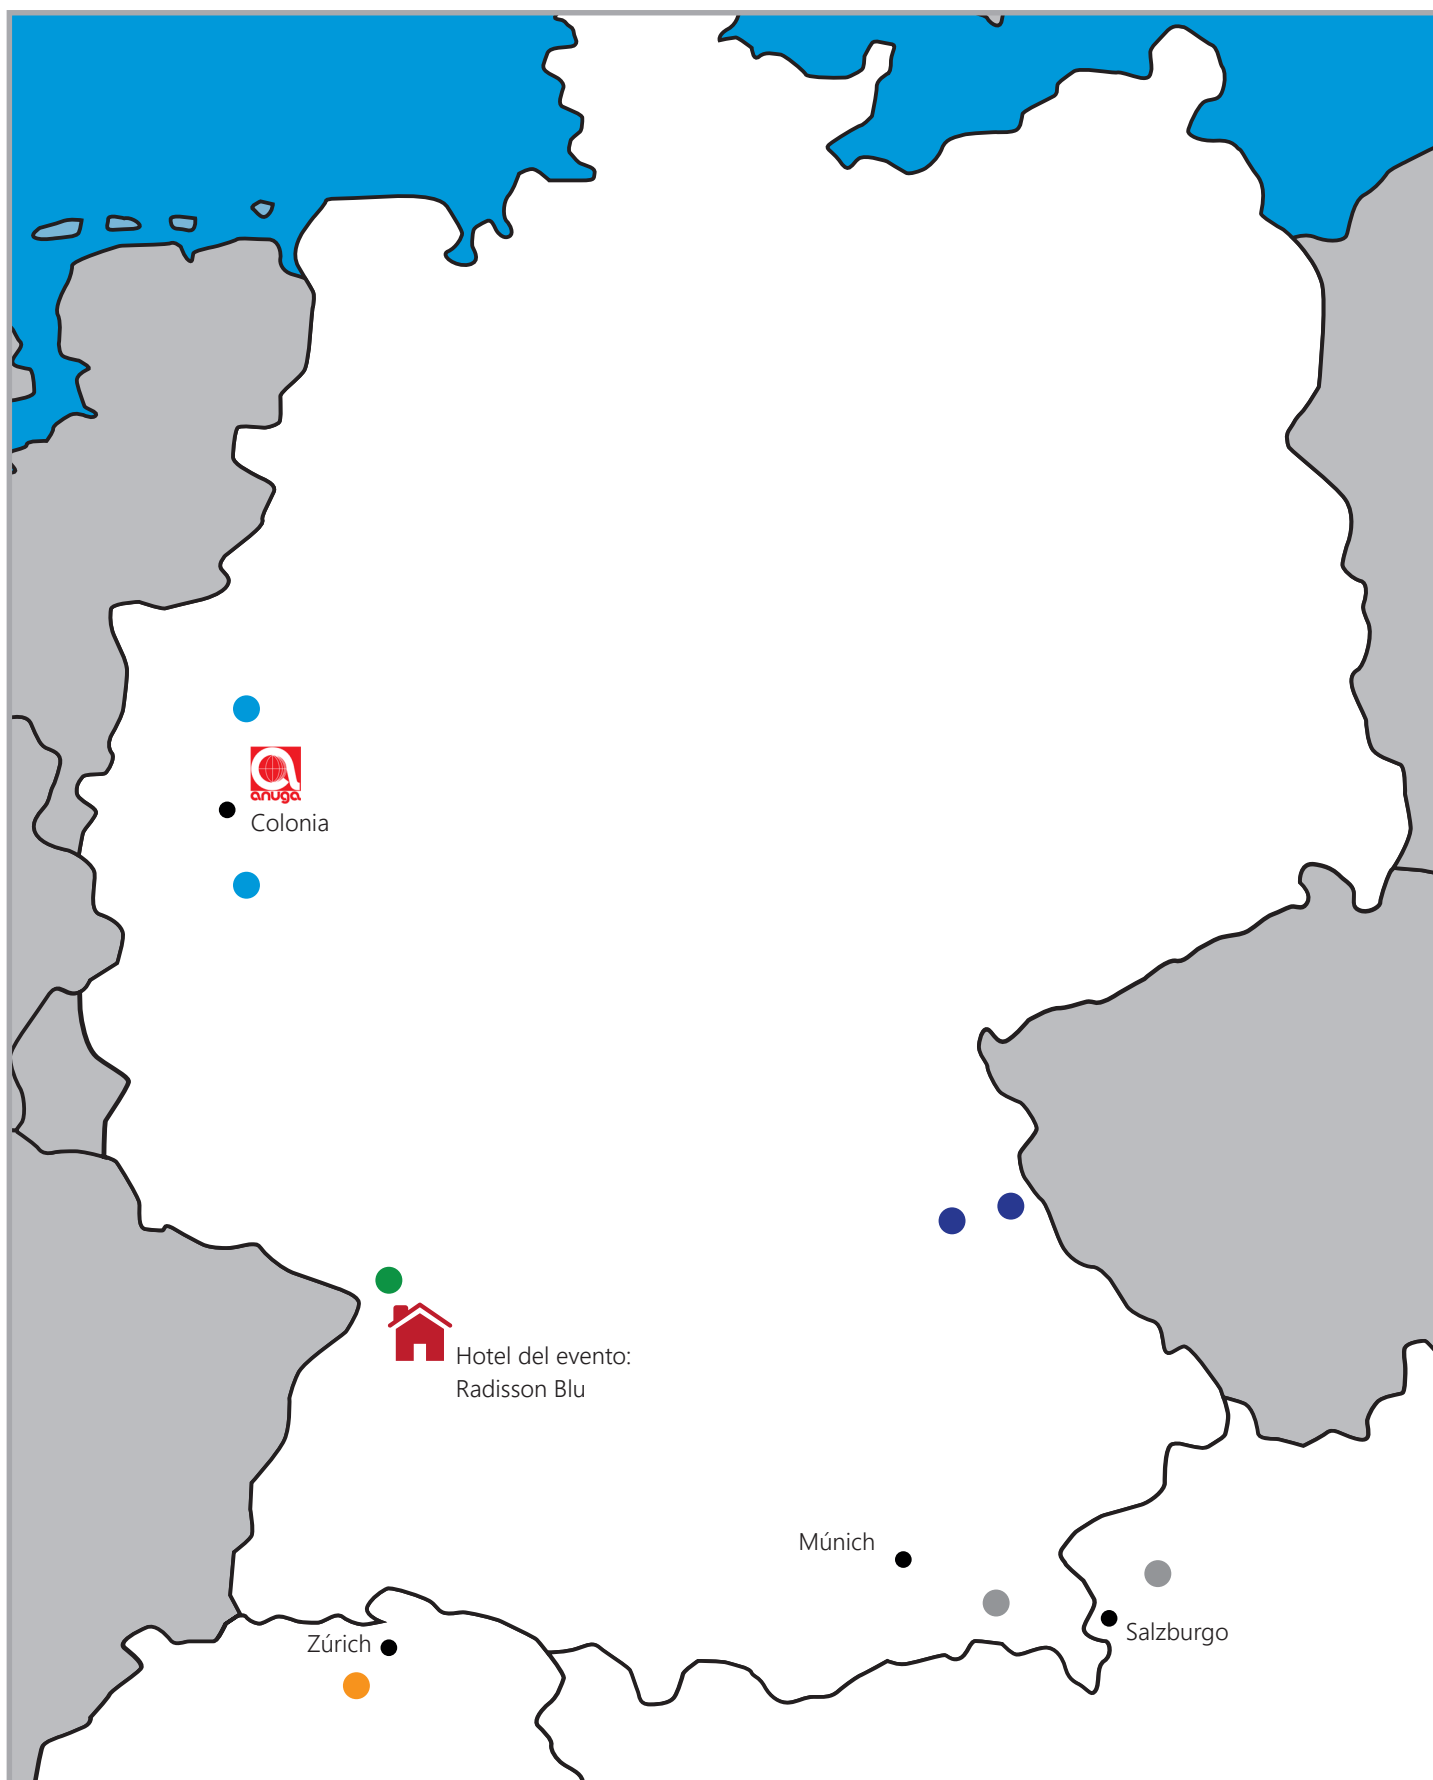 anuga
Colonia
Hotel del evento:
Radisson Blu
Múnich
Zúrich
Salzburgo